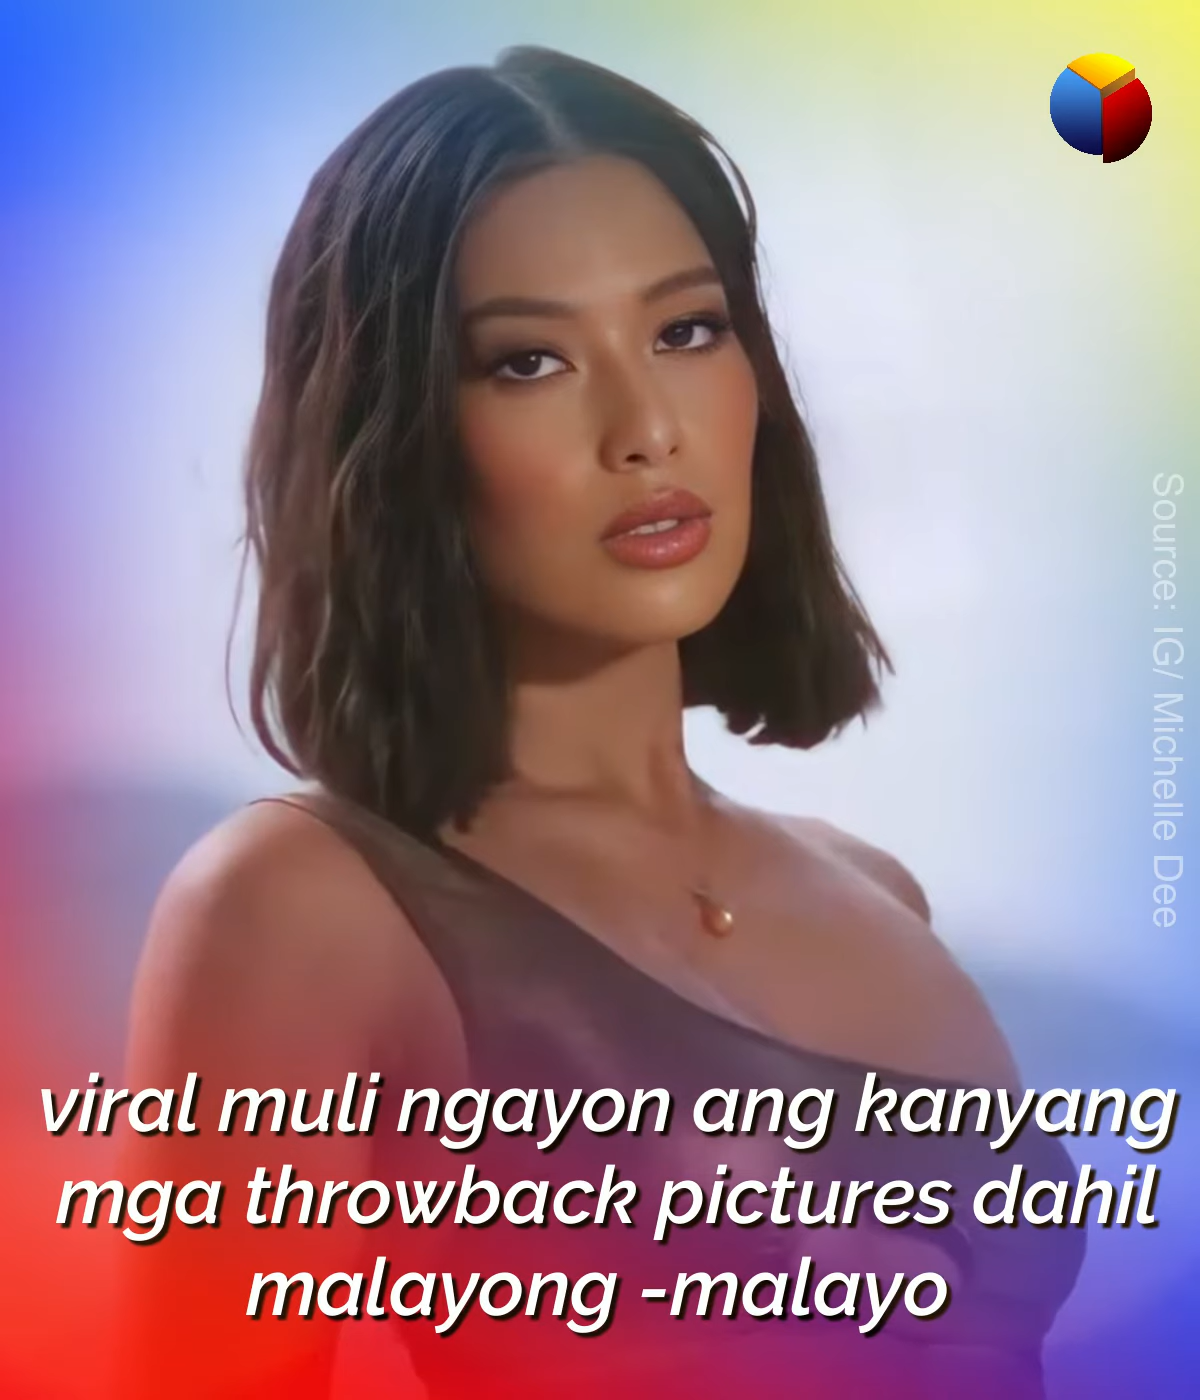 Source: IG/ Michelle Dee
viral muli ngayon ang kanyang
mga throwback pictures dahil
malayong -malayo